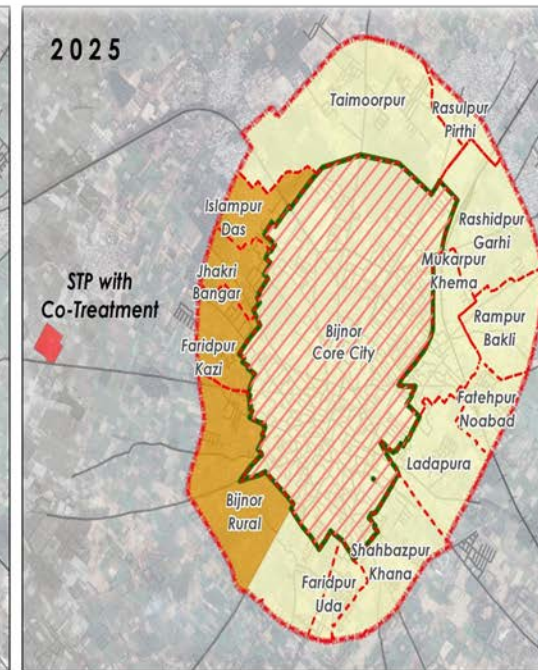 2025
Taimoorpur
Rasulpur
Pirthi
Islampur
Das
Rashidpur
Garhi
Jhakri
Bangar
Mukarpur
Khema
STP with
Co-Treatment
Rampur
Bakli
Bijnor
Core City
Faridpur
Kazi
Fatehpur
Noabad
Ladapura
Bijnor
Rural
Shahbazpur
Khana
Faridpur
Uda